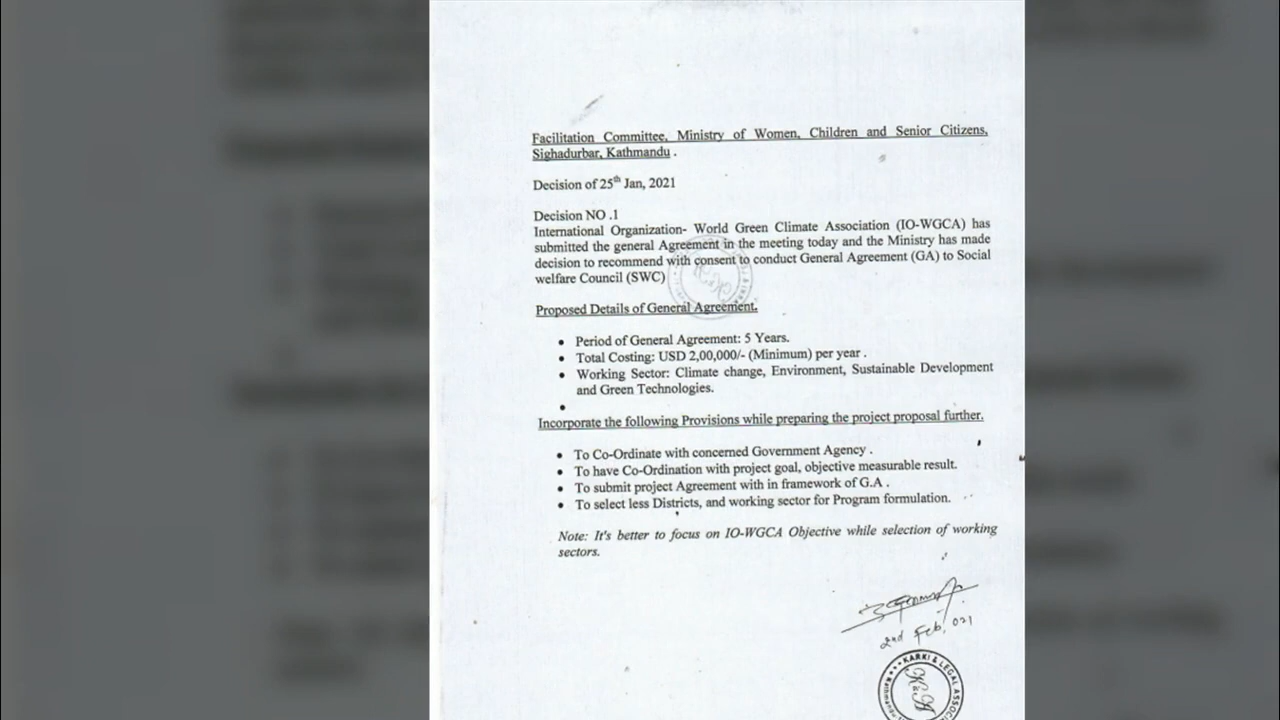 Facilitation Committee, Ministry of Women, Children and Senior Citizens,
Sighadurbar, Kathmandu .
Decision of 25th Jan, 2021
Decision NO .1
International Organization- World Green Climate Association (IO-WGCA) has
submitted the general Agreement in the meeting today and the Ministry has made
decision to recommend with consent to conduct General Agreement (GA) to Social
welfare Council (SWC)
Proposed Details of General Agreement.
• Period of General Agreement: 5 Years.
• Total Costing: USD 2,00,000/- (Minimum) per year .
• Working Sector: Climate change, Environment, Sustainable Development
and Green Technologies.
•
Incorporate the following Provisions while preparing the project proposal further.
• To Co-Ordinate with concerned Government Agency .
• To have Co-Ordination with project goal, objective measurable result.
• To submit project Agreement with in framework of G.A .
• To select less Districts, and working sector for Program formulation.
Note: It's better to focus on IO-WGCA Objective while selection of working
sectors.
2nd Feb, 021
KARKI & LEGAL ASSOC
K&A